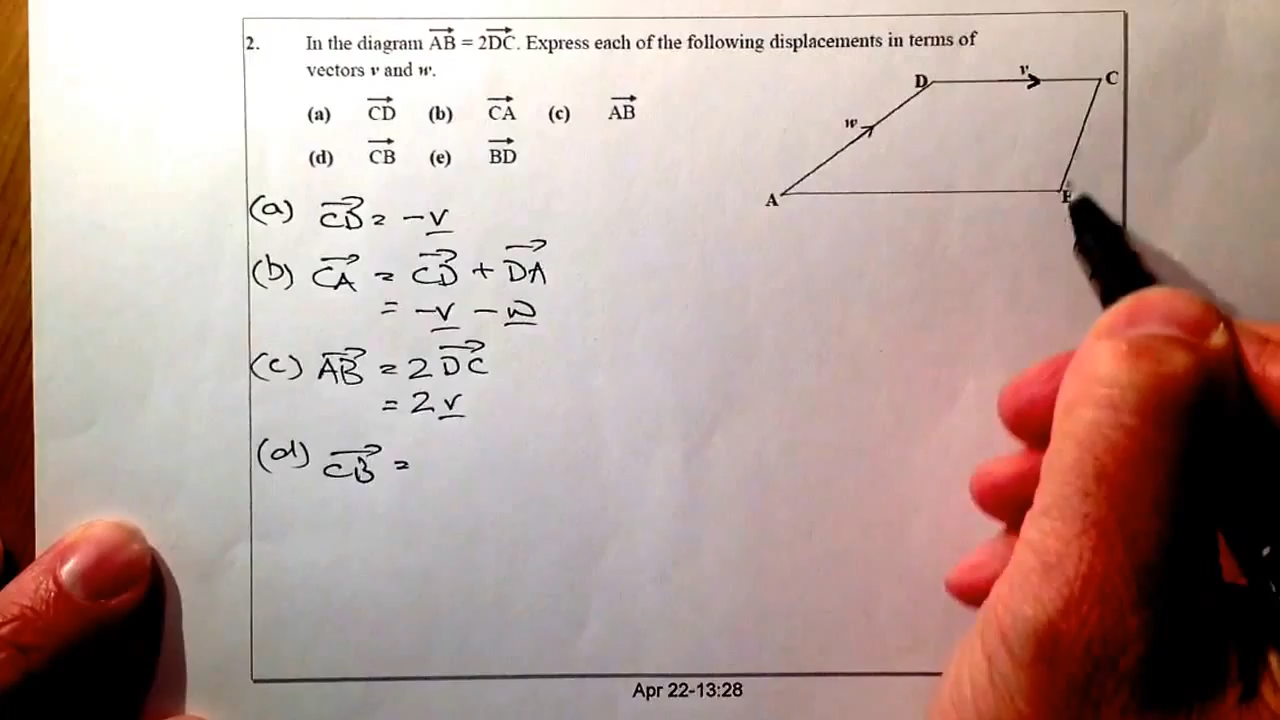 2. In the diagram AB = 2DC. Express each of the following displacements in terms of
vectors v and w.
(a) CD (b) CA (c) AB
(d) CB (e) BD
D v C
w
A
(a) CD = -v
(b) CA = CD + DA
= -v - w
(c) AB = 2DC
= 2v
(d) CB =
Apr 22-13:28